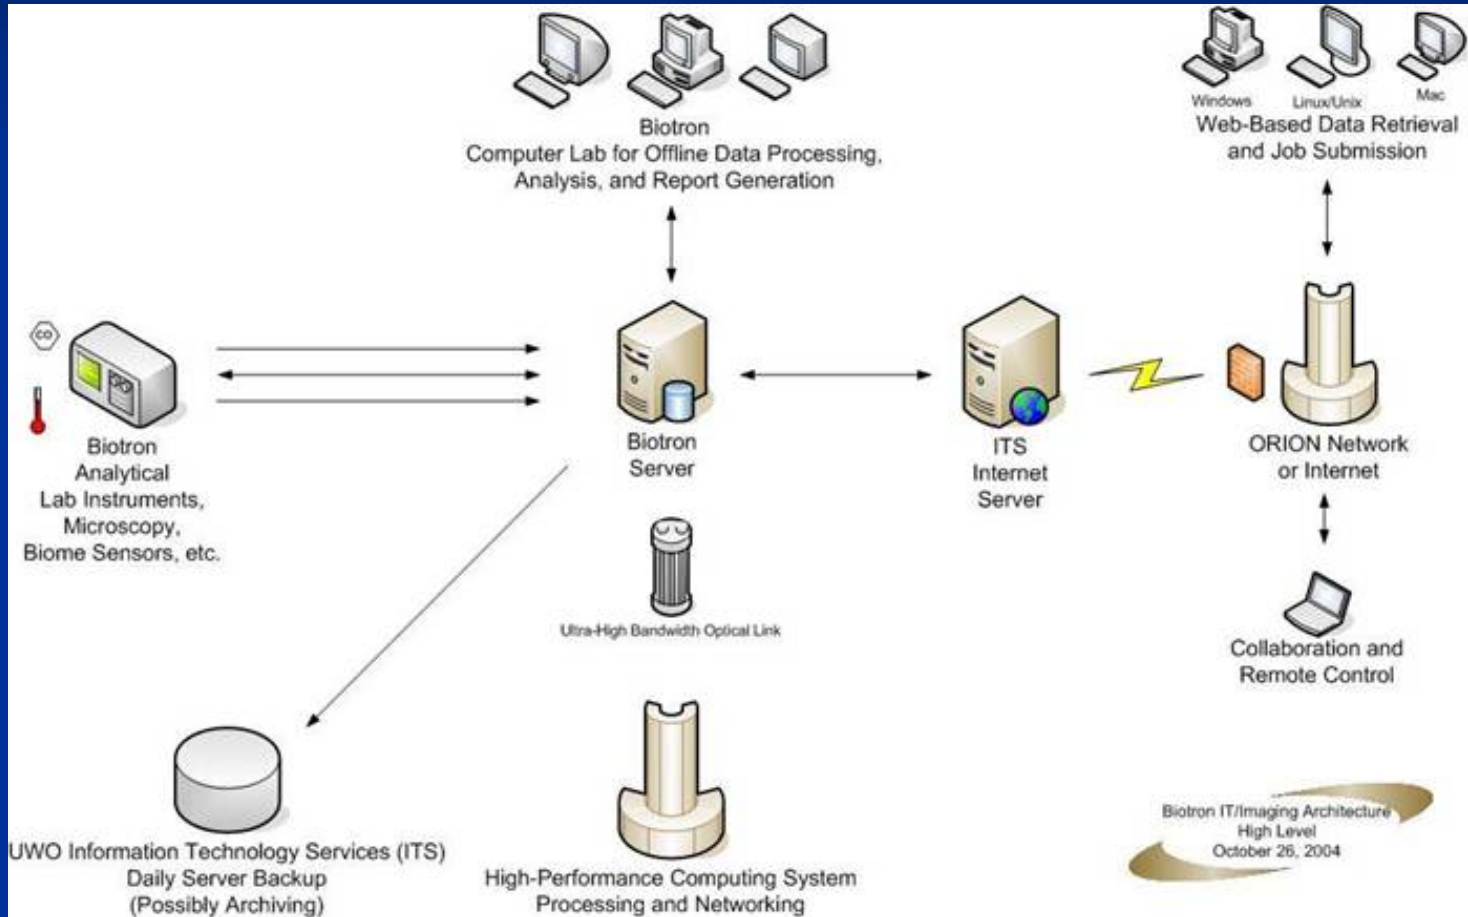 Biotron
Computer Lab for Offline Data Processing,
Analysis, and Report Generation
Windows
Linux/Unix
Mac
Web-Based Data Retrieval
and Job Submission
CO
Biotron
Analytical
Lab Instruments,
Microscopy,
Biome Sensors, etc.
Biotron
Server
ITS
Internet
Server
ORION Network
or Internet
Ultra-High Bandwidth Optical Link
Collaboration and
Remote Control
UWO Information Technology Services (ITS)
Daily Server Backup
(Possibly Archiving)
High-Performance Computing System
Processing and Networking
Biotron IT/Imaging Architecture
High Level
October 26, 2004